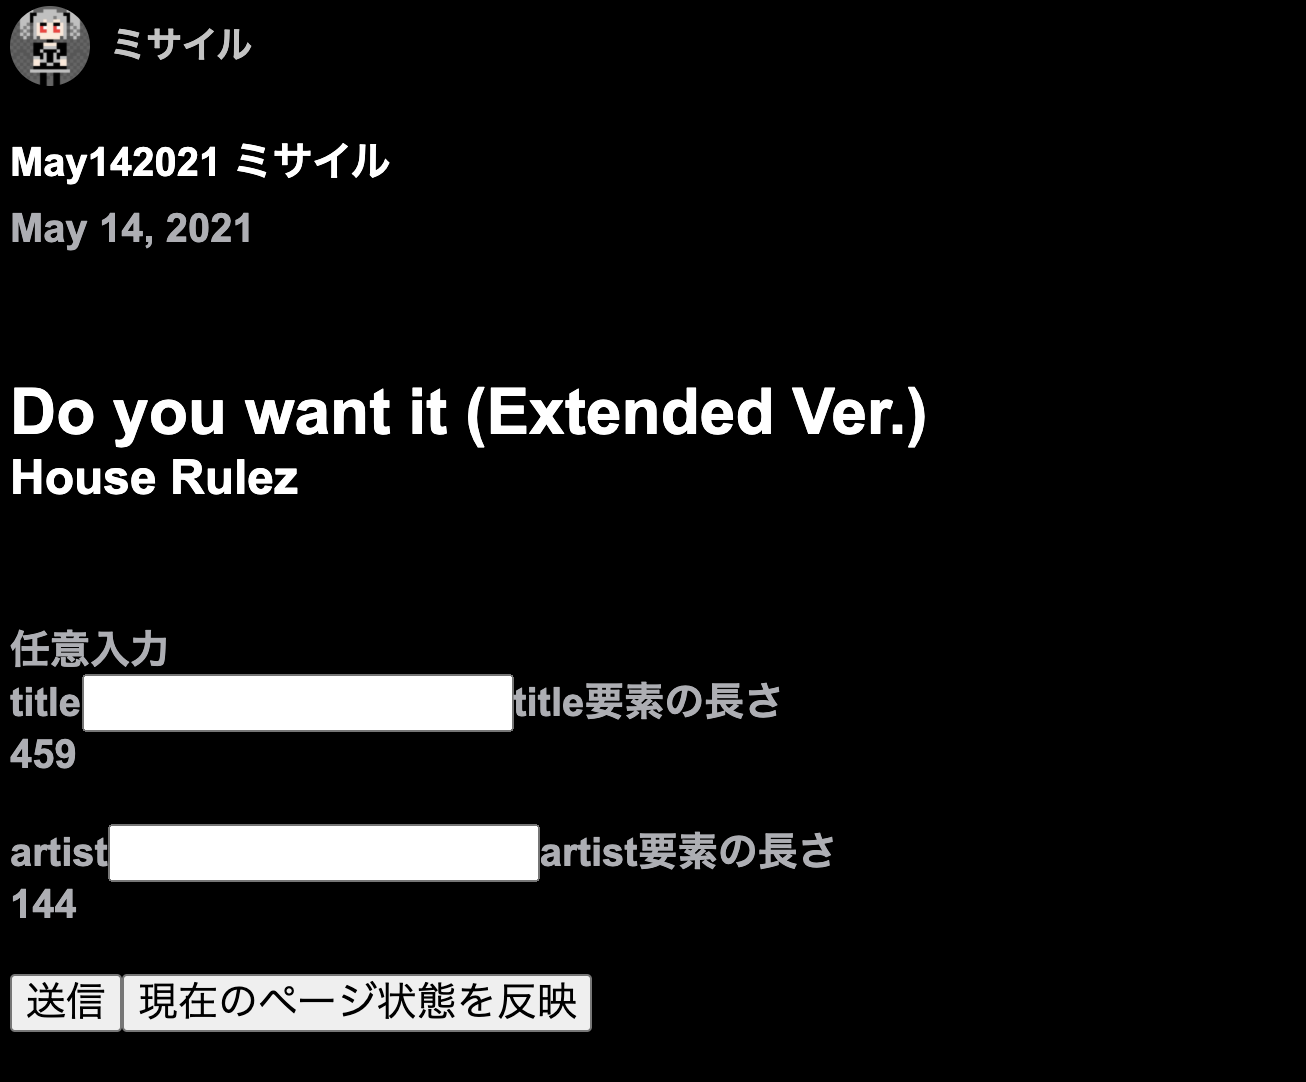 ミサイル
May142021 ミサイル
May 14, 2021
Do you want it (Extended Ver.)
House Rulez
任意入力
title title要素の長さ
459
artist artist要素の長さ
144
送信 現在のページ状態を反映